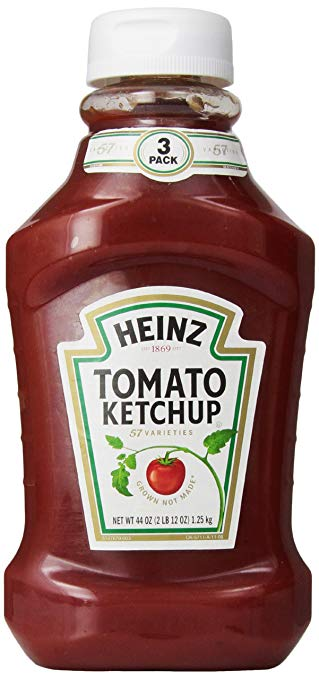 3
PACK
57
57
HEINZ
EST 1869 EST
TOMATO
KETCHUP
57 VARIETIES
GROWN NOT MADE
NET WT 44 OZ (2 LB 12 OZ) 1.25 kg